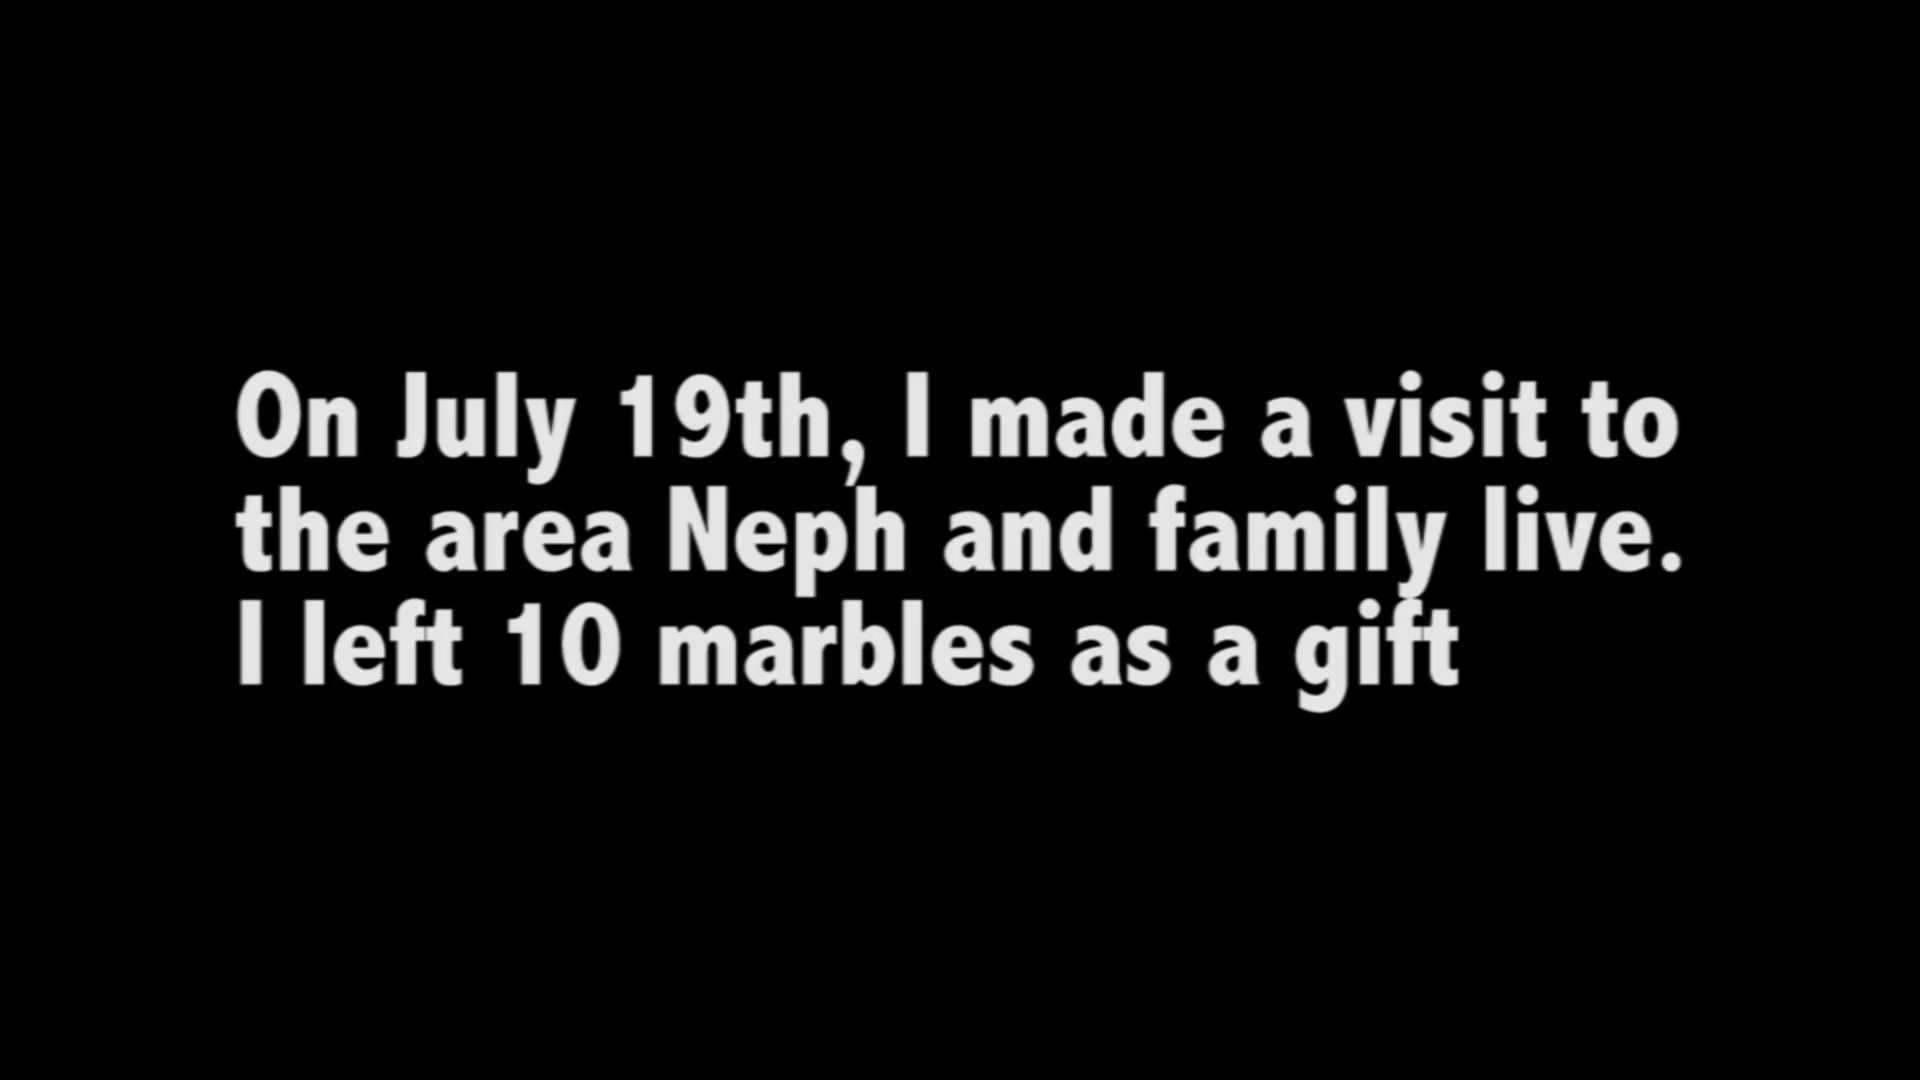 On July 19th, I made a visit to
the area Neph and family live.
I left 10 marbles as a gift